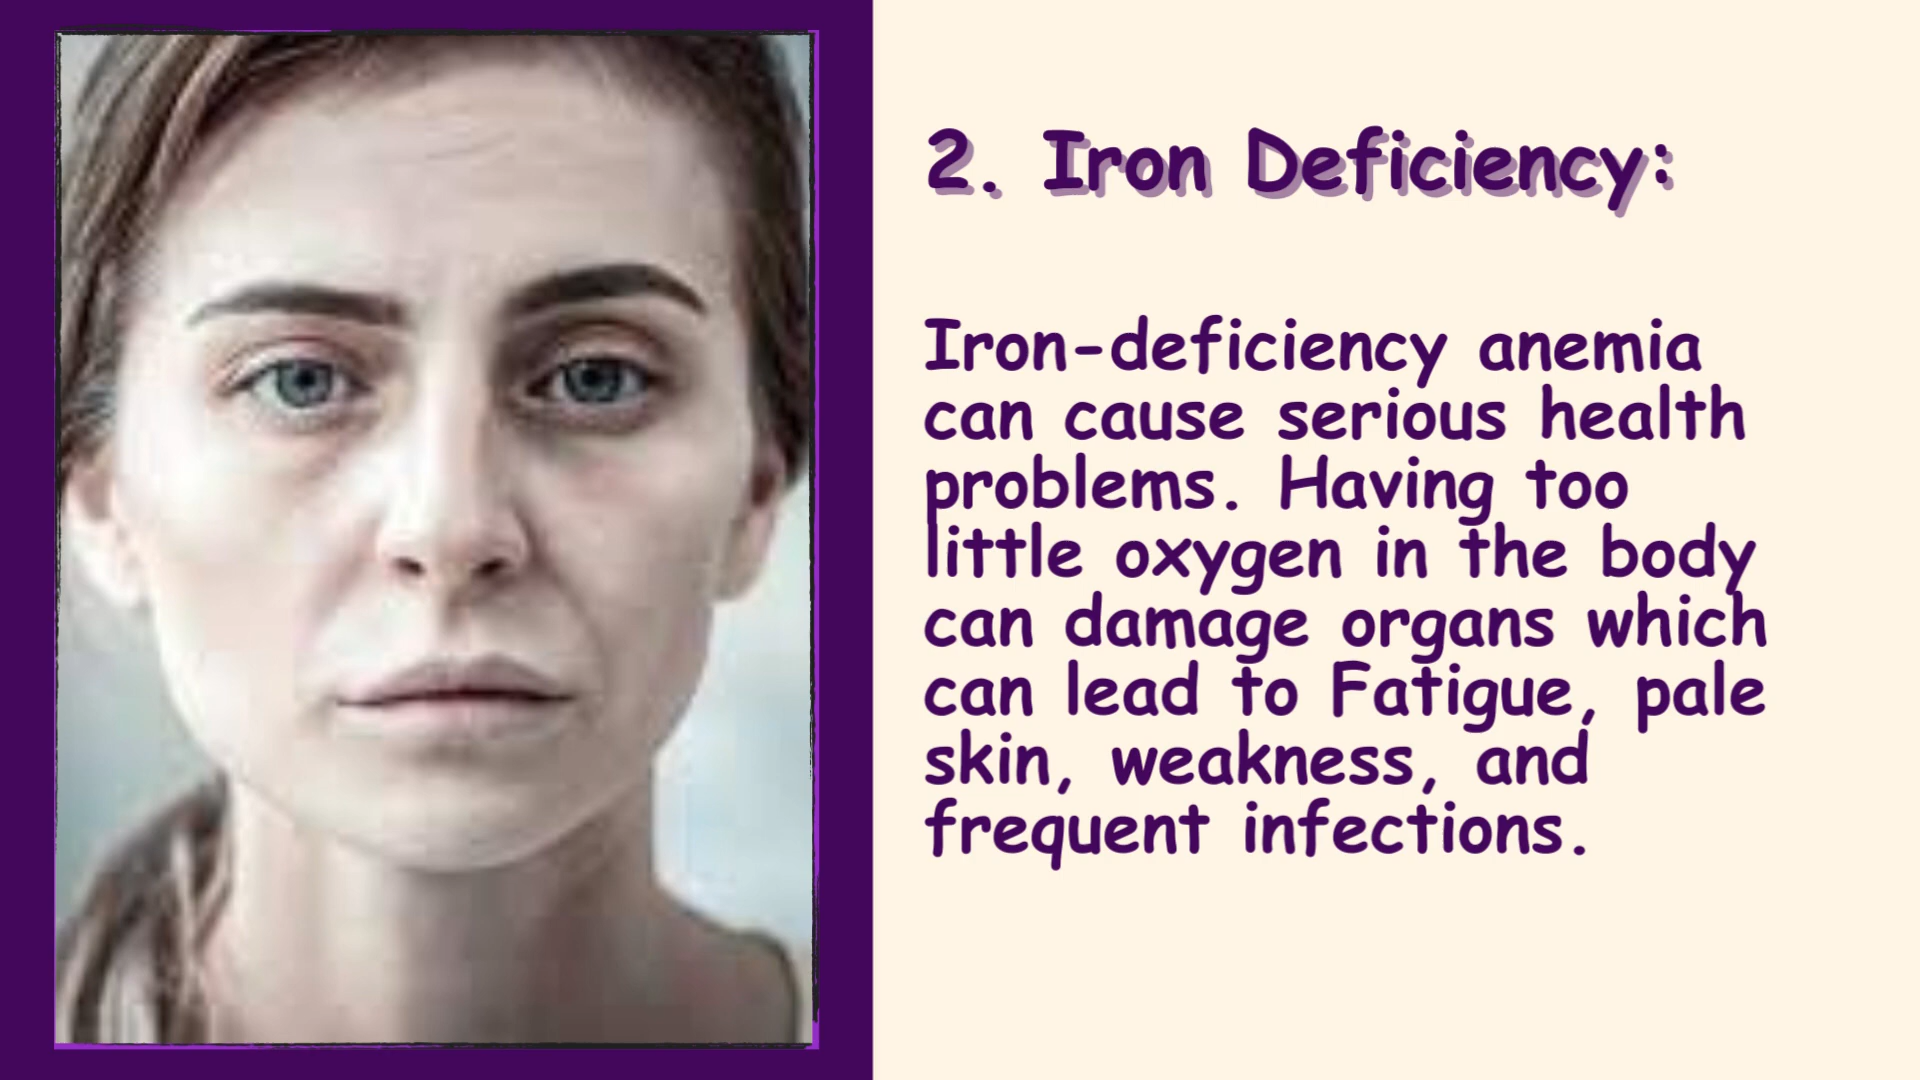 2. Iron Deficiency:
Iron-deficiency anemia
can cause serious health
problems. Having too
little oxygen in the body
can damage organs which
can lead to Fatigue, pale
skin, weakness, and
frequent infections.